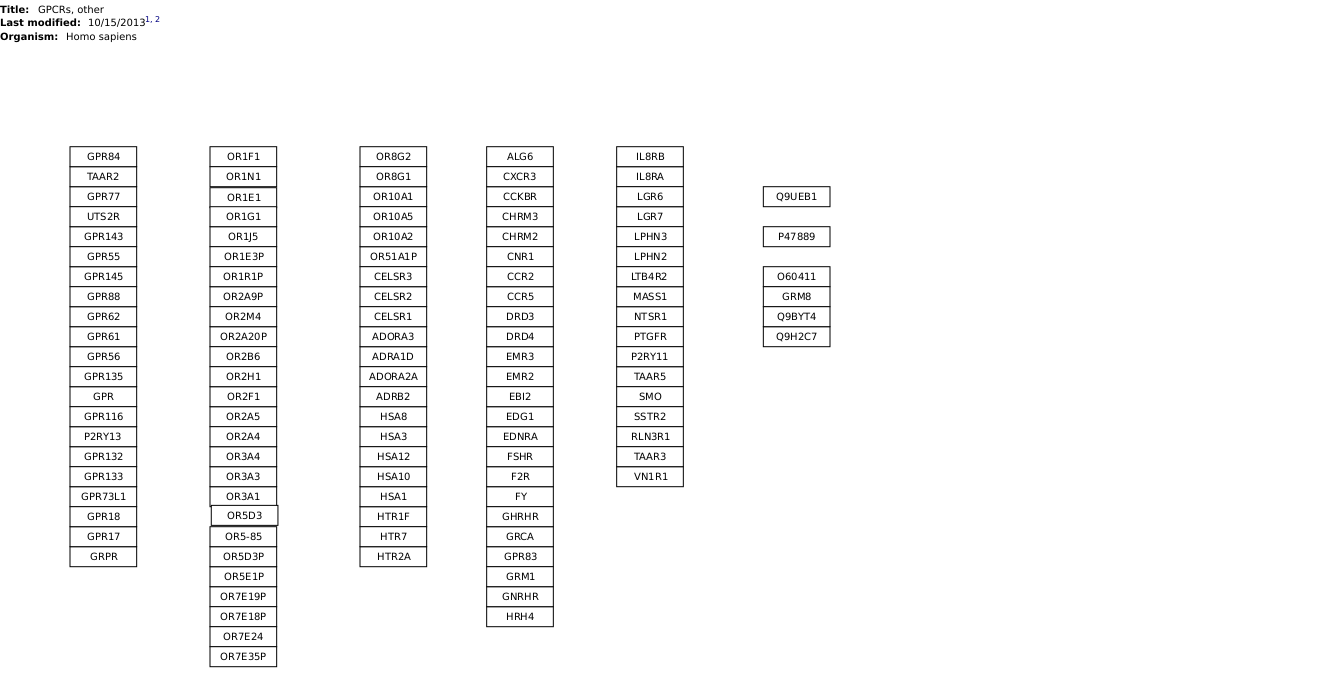 Title: GPCRs, other
Last modified: 10/15/20131, 2
Organism: Homo sapiens
GPR84
TAAR2
GPR77
UTS2R
GPR143
GPR55
GPR145
GPR88
GPR62
GPR61
GPR56
GPR135
GPR
GPR116
P2RY13
GPR132
GPR133
GPR73L1
GPR18
GPR17
GRPR
OR1F1
OR1N1
OR1E1
OR1G1
OR1J5
OR1E3P
OR1R1P
OR2A9P
OR2M4
OR2A20P
OR2B6
OR2H1
OR2F1
OR2A5
OR2A4
OR3A4
OR3A3
OR3A1
OR5D3
OR5-85
OR5D3P
OR5E1P
OR7E19P
OR7E18P
OR7E24
OR7E35P
OR8G2
OR8G1
OR10A1
OR10A5
OR10A2
OR51A1P
CELSR3
CELSR2
CELSR1
ADORA3
ADRA1D
ADORA2A
ADRB2
HSA8
HSA3
HSA12
HSA10
HSA1
HTR1F
HTR7
HTR2A
ALG6
CXCR3
CCKBR
CHRM3
CHRM2
CNR1
CCR2
CCR5
DRD3
DRD4
EMR3
EMR2
EBI2
EDG1
EDNRA
FSHR
F2R
FY
GHRHR
GRCA
GPR83
GRM1
GNRHR
HRH4
IL8RB
IL8RA
LGR6
LGR7
LPHN3
LPHN2
LTB4R2
MASS1
NTSR1
PTGFR
P2RY11
TAAR5
SMO
SSTR2
RLN3R1
TAAR3
VN1R1
Q9UEB1
P47889
O60411
GRM8
Q9BYT4
Q9H2C7